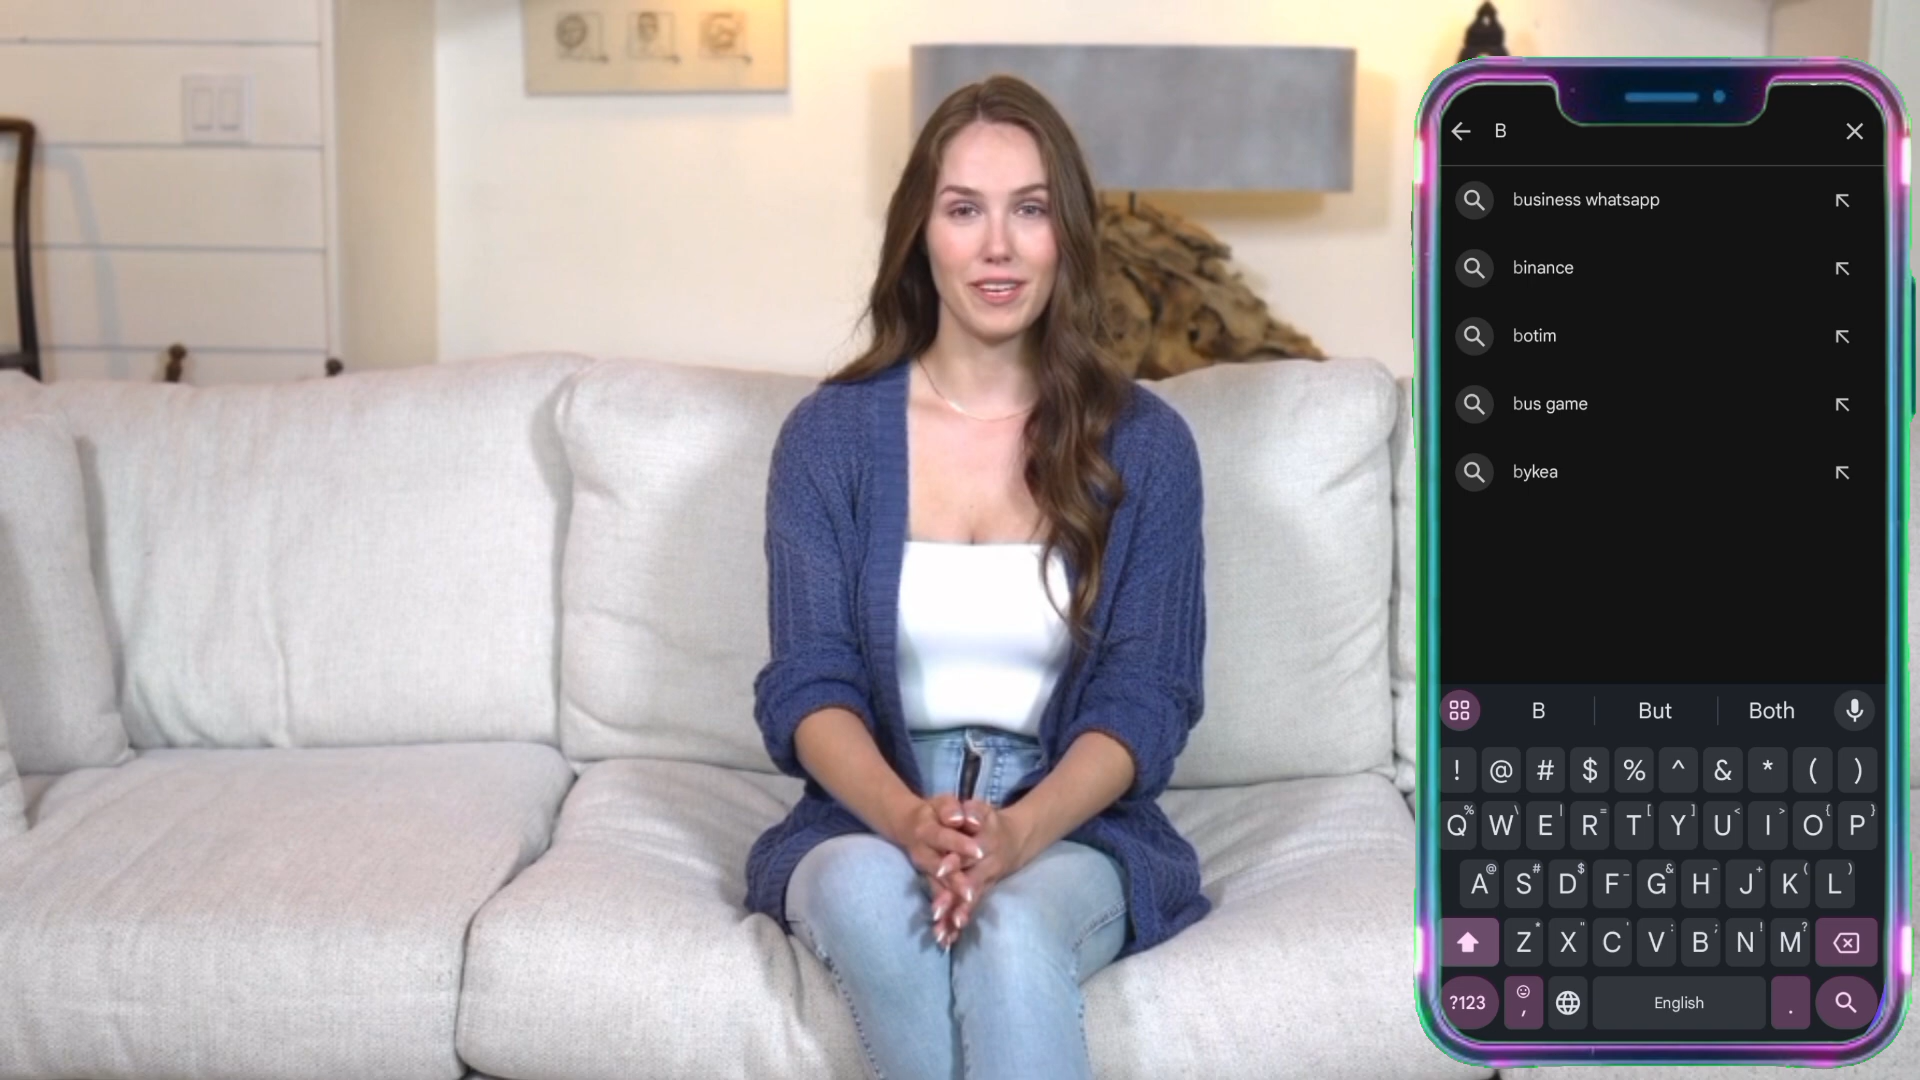 B
business whatsapp
binance
botim
bus game
bykea
B But Both
! @ # $ % ^ & * ( )
Q% W\ E| R= T[ Y] U< I> O{ P}
A@ S# D$ F- G& H- J+ K( L)
Z* X" C' V: B; N! M?
?123 , English .